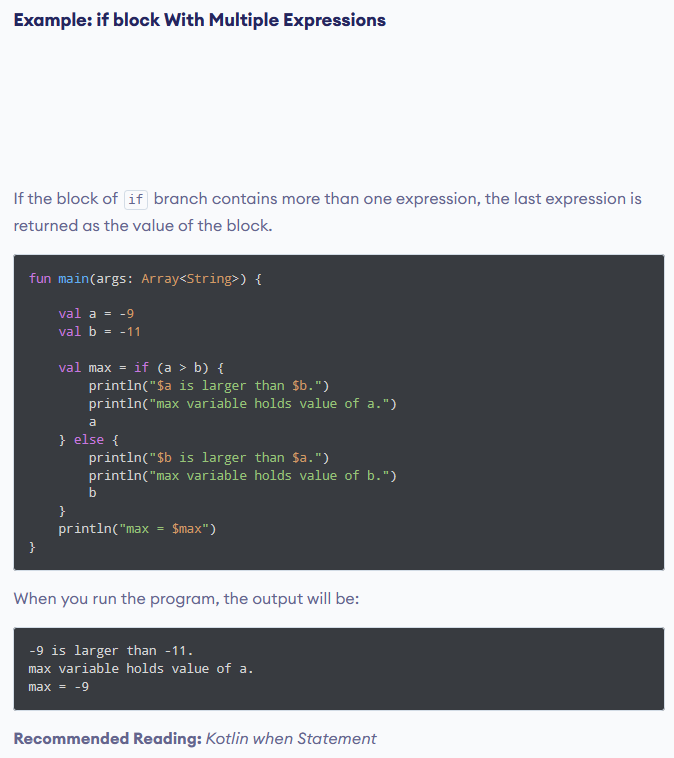 Example: if block With Multiple Expressions
If the block of if branch contains more than one expression, the last expression is
returned as the value of the block.
fun main(args: Array<String>) {
    val a = -9
    val b = -11
    val max = if (a > b) {
        println("$a is larger than $b.")
        println("max variable holds value of a.")
        a
    } else {
        println("$b is larger than $a.")
        println("max variable holds value of b.")
        b
    }
    println("max = $max")
}
When you run the program, the output will be:
-9 is larger than -11.
max variable holds value of a.
max = -9
Recommended Reading: Kotlin when Statement